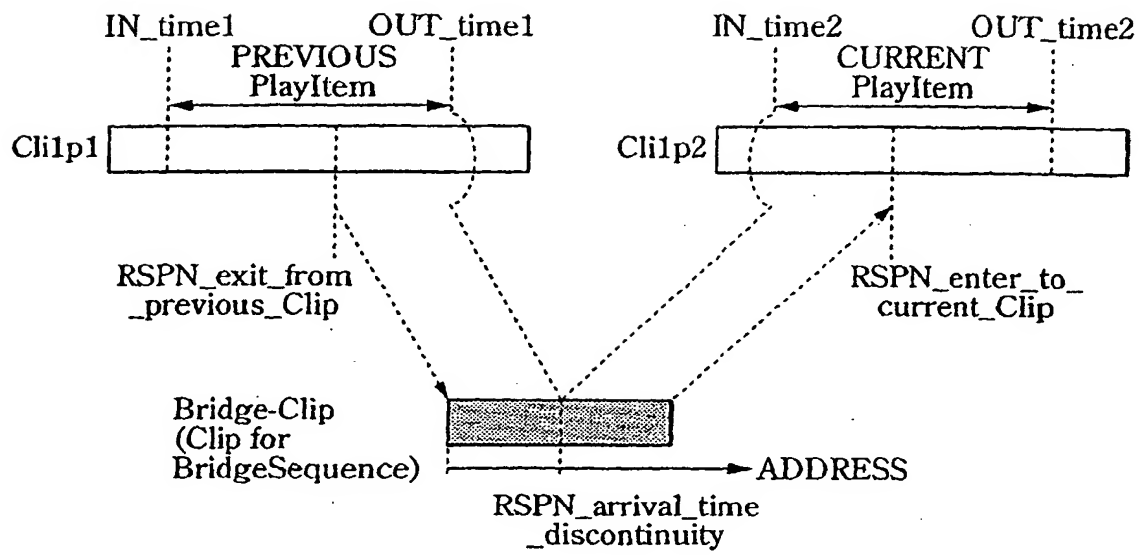 IN_time1
OUT_time1
IN_time2
OUT_time2
PREVIOUS
PlayItem
CURRENT
PlayItem
Cli1p1
Cli1p2
RSPN_exit_from
_previous_Clip
RSPN_enter_to_
current_Clip
Bridge-Clip
(Clip for
BridgeSequence)
ADDRESS
RSPN_arrival_time
_discontinuity